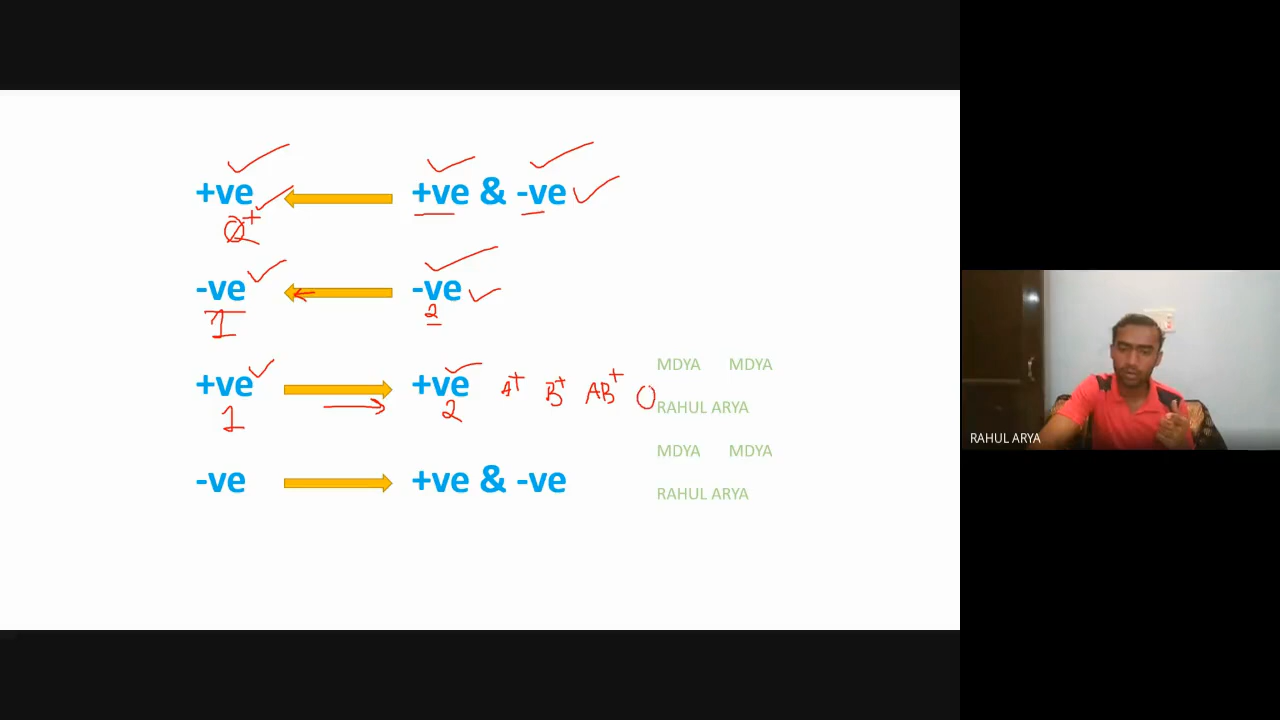 +ve +ve & -ve
O+
-ve -ve
1 2
+ve +ve A+ B+ AB+ O
1 2
-ve +ve & -ve
MDYA MDYA
RAHUL ARYA
MDYA MDYA
RAHUL ARYA
RAHUL ARYA